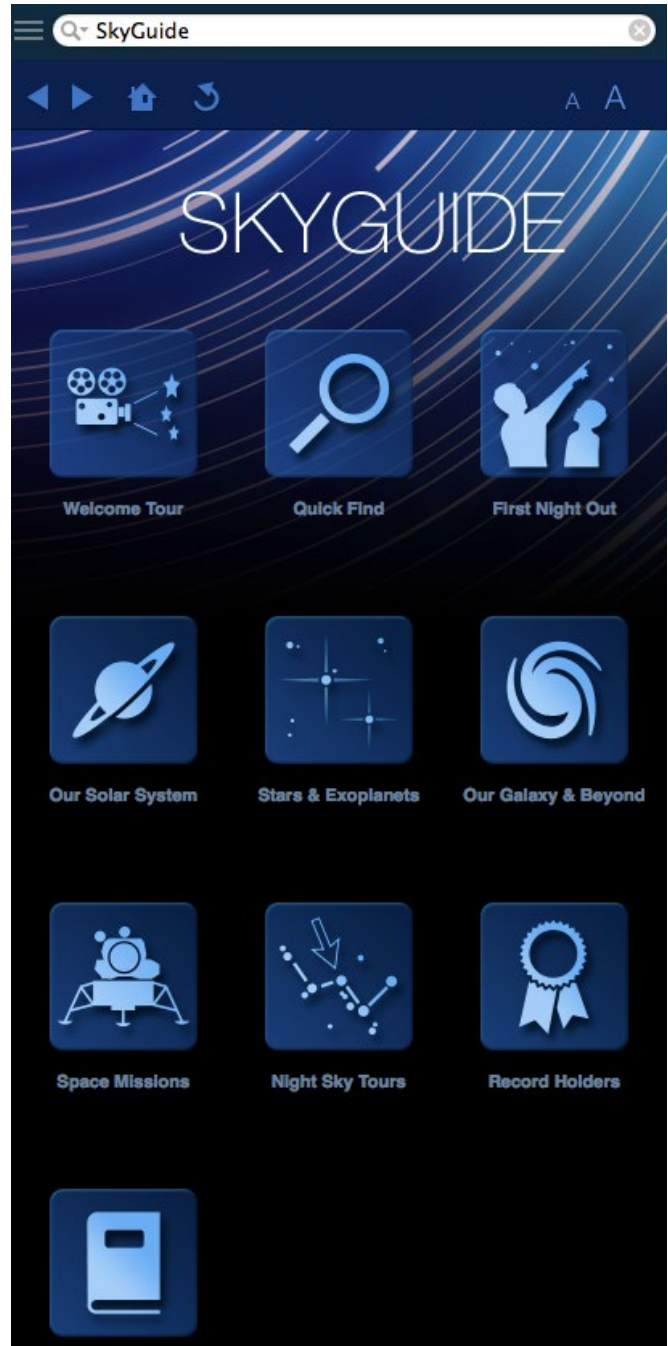 SkyGuide
A A
SKYGUIDE
Welcome Tour
Quick Find
First Night Out
Our Solar System
Stars & Exoplanets
Our Galaxy & Beyond
Space Missions
Night Sky Tours
Record Holders